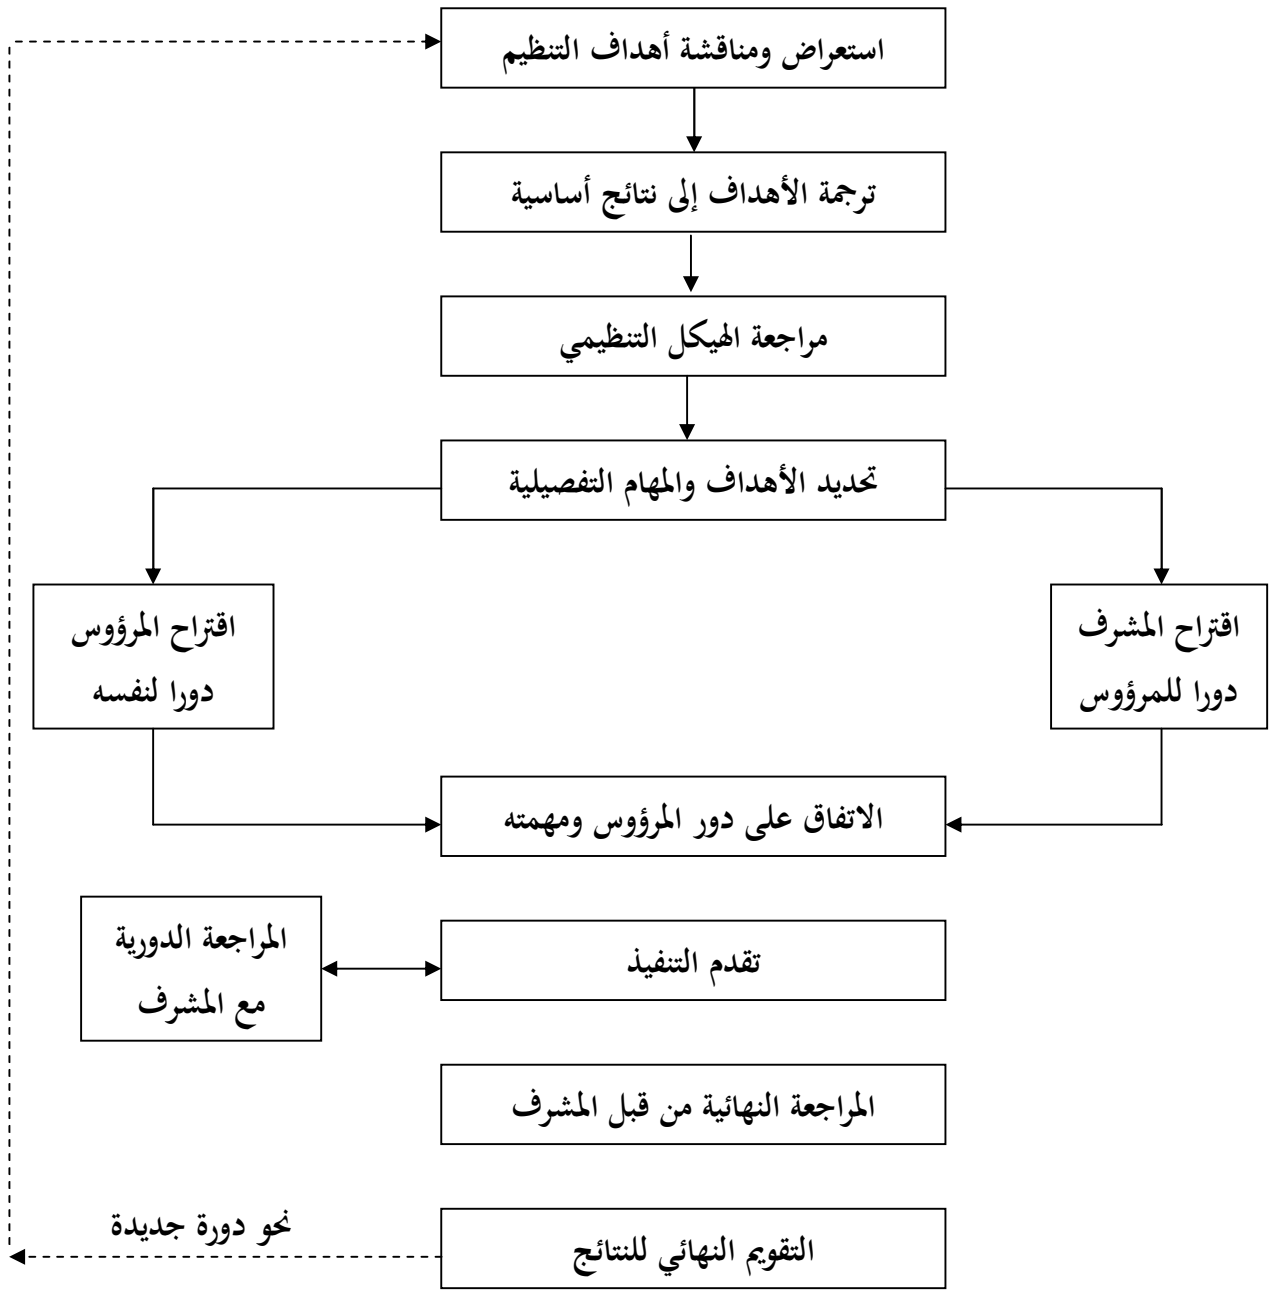 استعراض ومناقشة أهداف التنظيم
ترجمة الأهداف إلى نتائج أساسية
مراجعة الهيكل التنظيمي
تحديد الأهداف والمهام التفصيلية
اقتراح المشرف
دورا للمرؤوس
اقتراح المرؤوس
دورا لنفسه
الاتفاق على دور المرؤوس ومهمته
تقدم التنفيذ
المراجعة الدورية
مع المشرف
المراجعة النهائية من قبل المشرف
التقويم النهائي للنتائج
نحو دورة جديدة